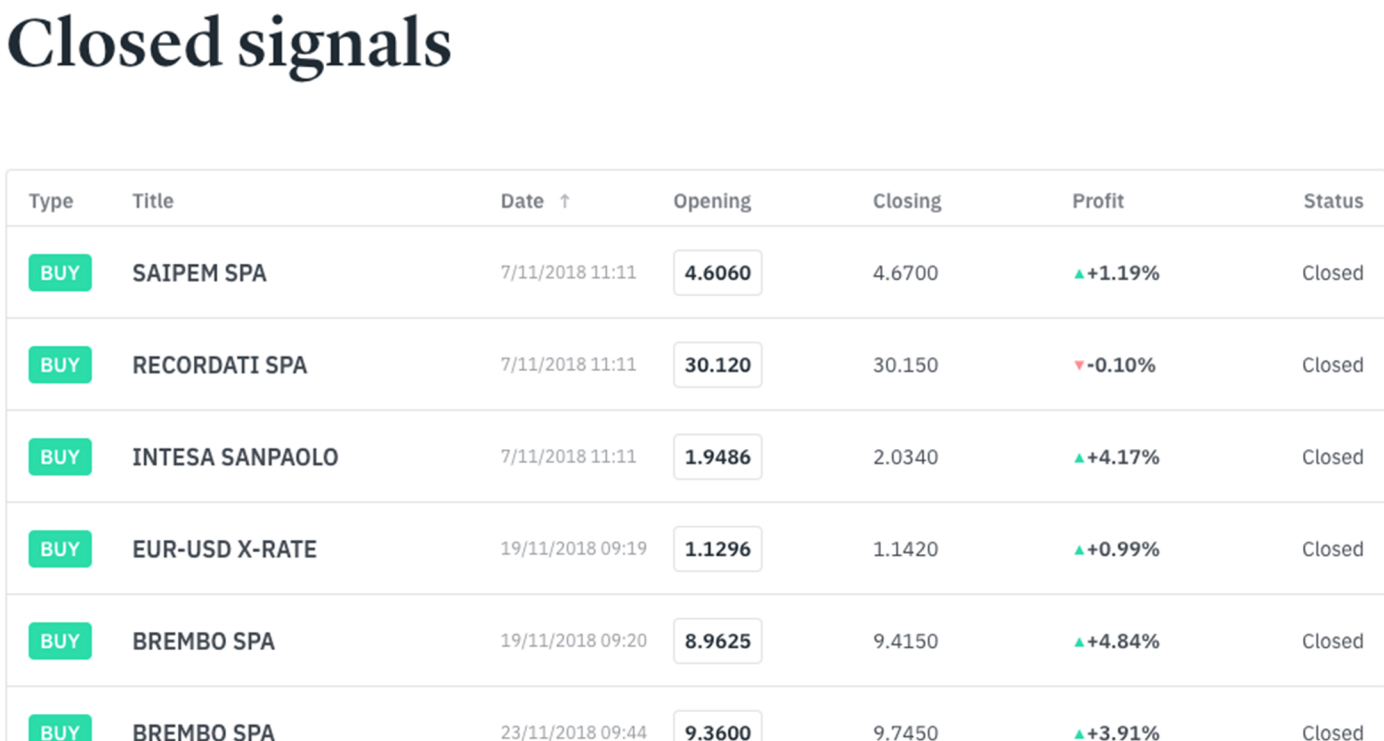 Closed signals
Type Title Date ↑ Opening Closing Profit Status
BUY SAIPEM SPA 7/11/2018 11:11 4.6060 4.6700 ▲+1.19% Closed
BUY RECORDATI SPA 7/11/2018 11:11 30.120 30.150 ▼-0.10% Closed
BUY INTESA SANPAOLO 7/11/2018 11:11 1.9486 2.0340 ▲+4.17% Closed
BUY EUR-USD X-RATE 19/11/2018 09:19 1.1296 1.1420 ▲+0.99% Closed
BUY BREMBO SPA 19/11/2018 09:20 8.9625 9.4150 ▲+4.84% Closed
BUY BREMBO SPA 23/11/2018 09:44 9.3600 9.7450 ▲+3.91% Closed